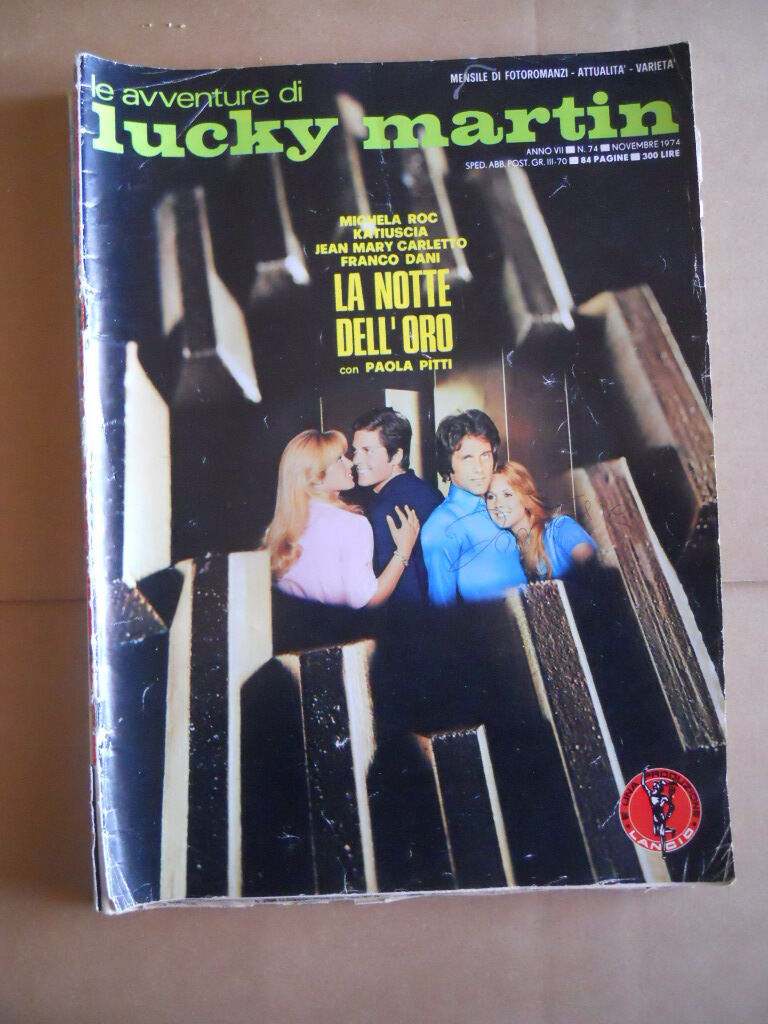 MENSILE DI FOTOROMANZI - ATTUALITA' - VARIETA'
le avventure di
lucky martin
ANNO VII ■ N. 74 ■ NOVEMBRE 1974
SPED. ABB. POST. GR. III-70 ■ 84 PAGINE ■ 300 LIRE
MICHELA ROC
KATIUSCIA
JEAN MARY CARLETTO
FRANCO DANI
LA NOTTE
DELL'ORO
con PAOLA PITTI
È UNA PRODUZIONE
LANCIO